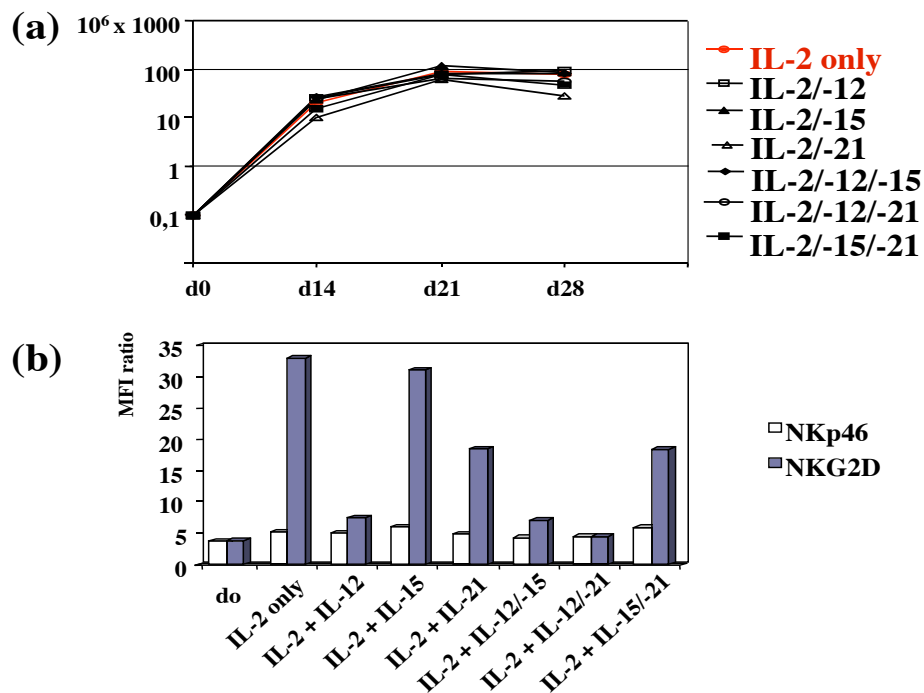 (a)
10⁶ x 1000
100
10
1
0,1
d0 d14 d21 d28
IL-2 only
IL-2/-12
IL-2/-15
IL-2/-21
IL-2/-12/-15
IL-2/-12/-21
IL-2/-15/-21
(b)
MFI ratio
35
30
25
20
15
10
5
0
do
IL-2 only
IL-2 + IL-12
IL-2 + IL-15
IL-2 + IL-21
IL-2 + IL-12/-15
IL-2 + IL-12/-21
IL-2 + IL-15/-21
NKp46
NKG2D